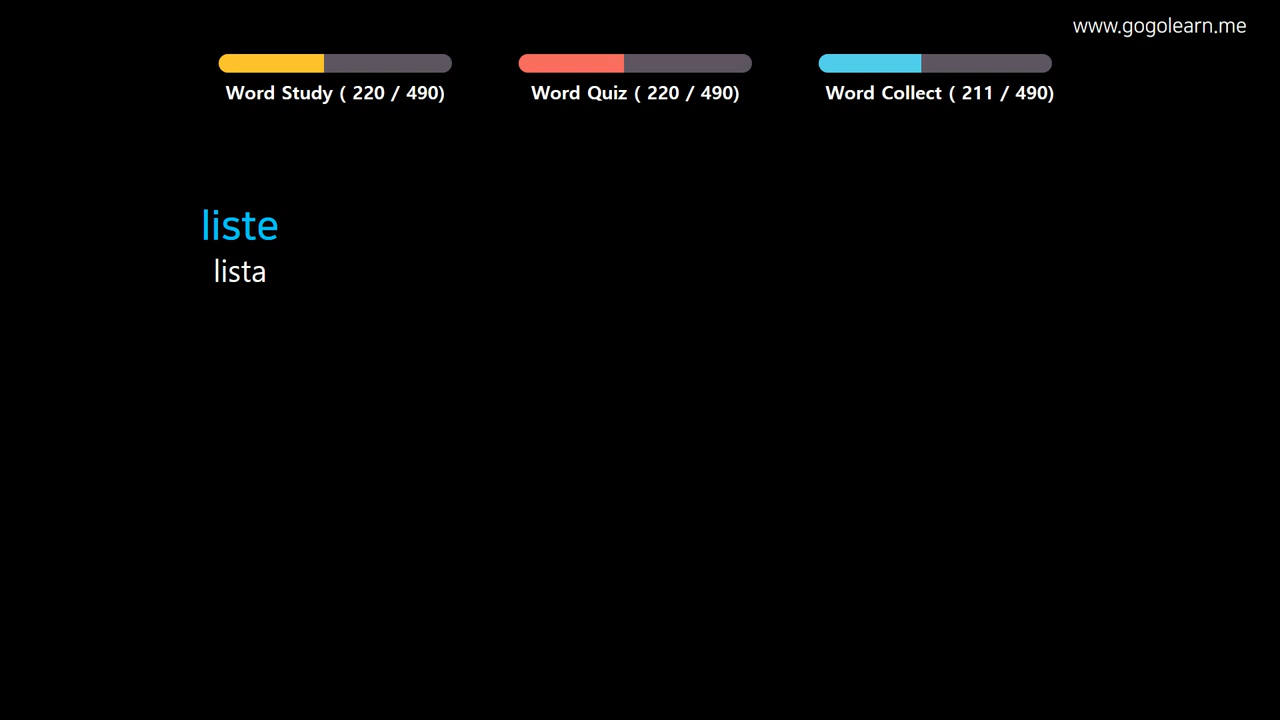 www.gogolearn.me
Word Study ( 220 / 490)
Word Quiz ( 220 / 490)
Word Collect ( 211 / 490)
liste
lista